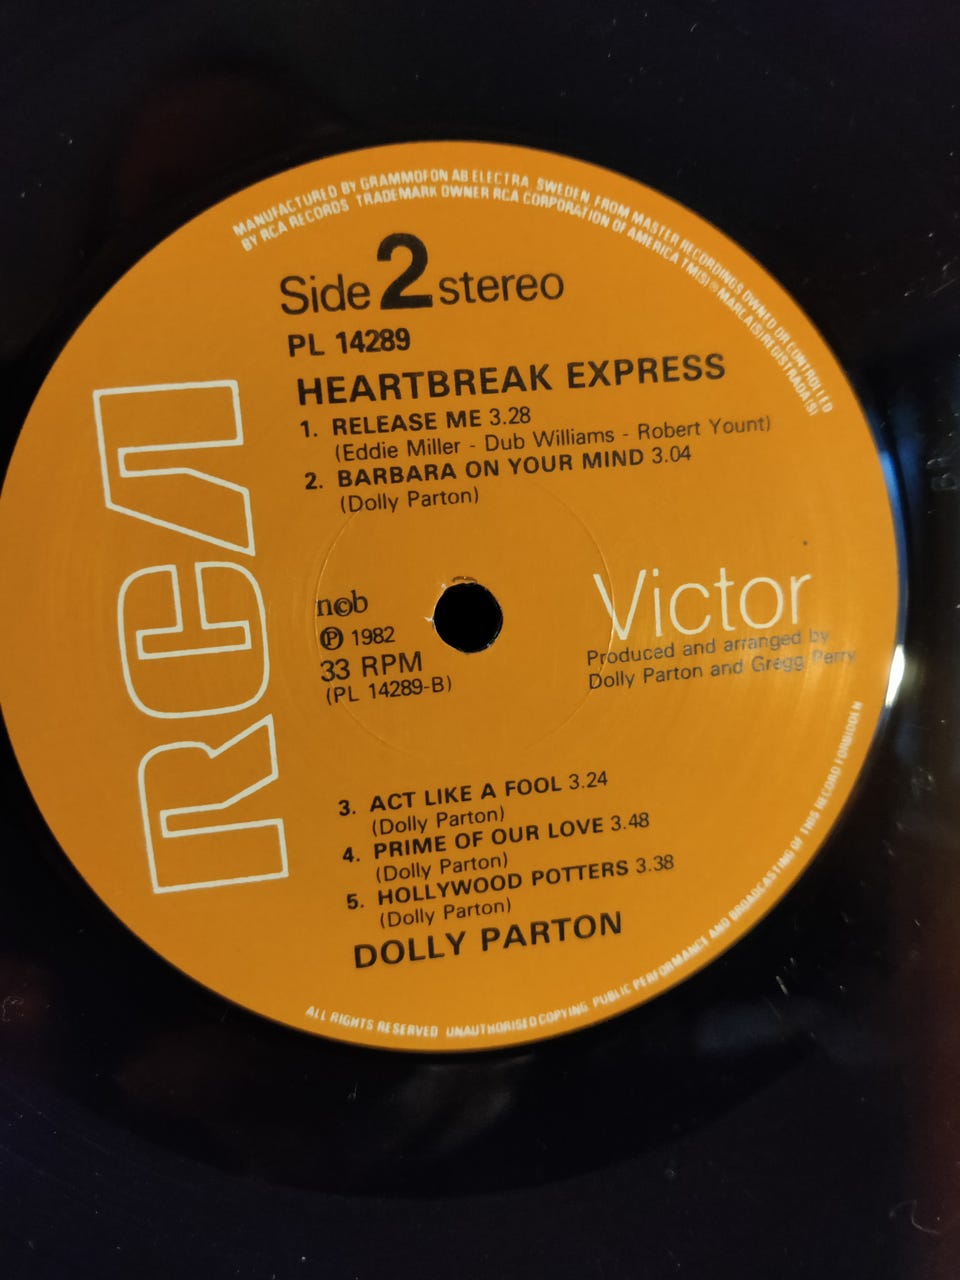 MANUFACTURED BY GRAMMOFON AB ELECTRA, SWEDEN, FROM MASTER RECORDINGS OWNED OR CONTROLLED
BY RCA RECORDS TRADEMARK OWNER RCA CORPORATION OF AMERICA TM(S)® MARCA(S) REGISTRADA(S)
Side 2 stereo
PL 14289
HEARTBREAK EXPRESS
1. RELEASE ME 3.28
(Eddie Miller - Dub Williams - Robert Yount)
2. BARBARA ON YOUR MIND 3.04
(Dolly Parton)
RCA
n©b
℗ 1982
33 RPM
(PL 14289-B)
Victor
Produced and arranged by
Dolly Parton and Gregg Perry
3. ACT LIKE A FOOL 3.24
(Dolly Parton)
4. PRIME OF OUR LOVE 3.48
(Dolly Parton)
5. HOLLYWOOD POTTERS 3.38
(Dolly Parton)
DOLLY PARTON
ALL RIGHTS RESERVED UNAUTHORISED COPYING PUBLIC PERFORMANCE AND BROADCASTING OF THIS RECORD FORBIDDEN